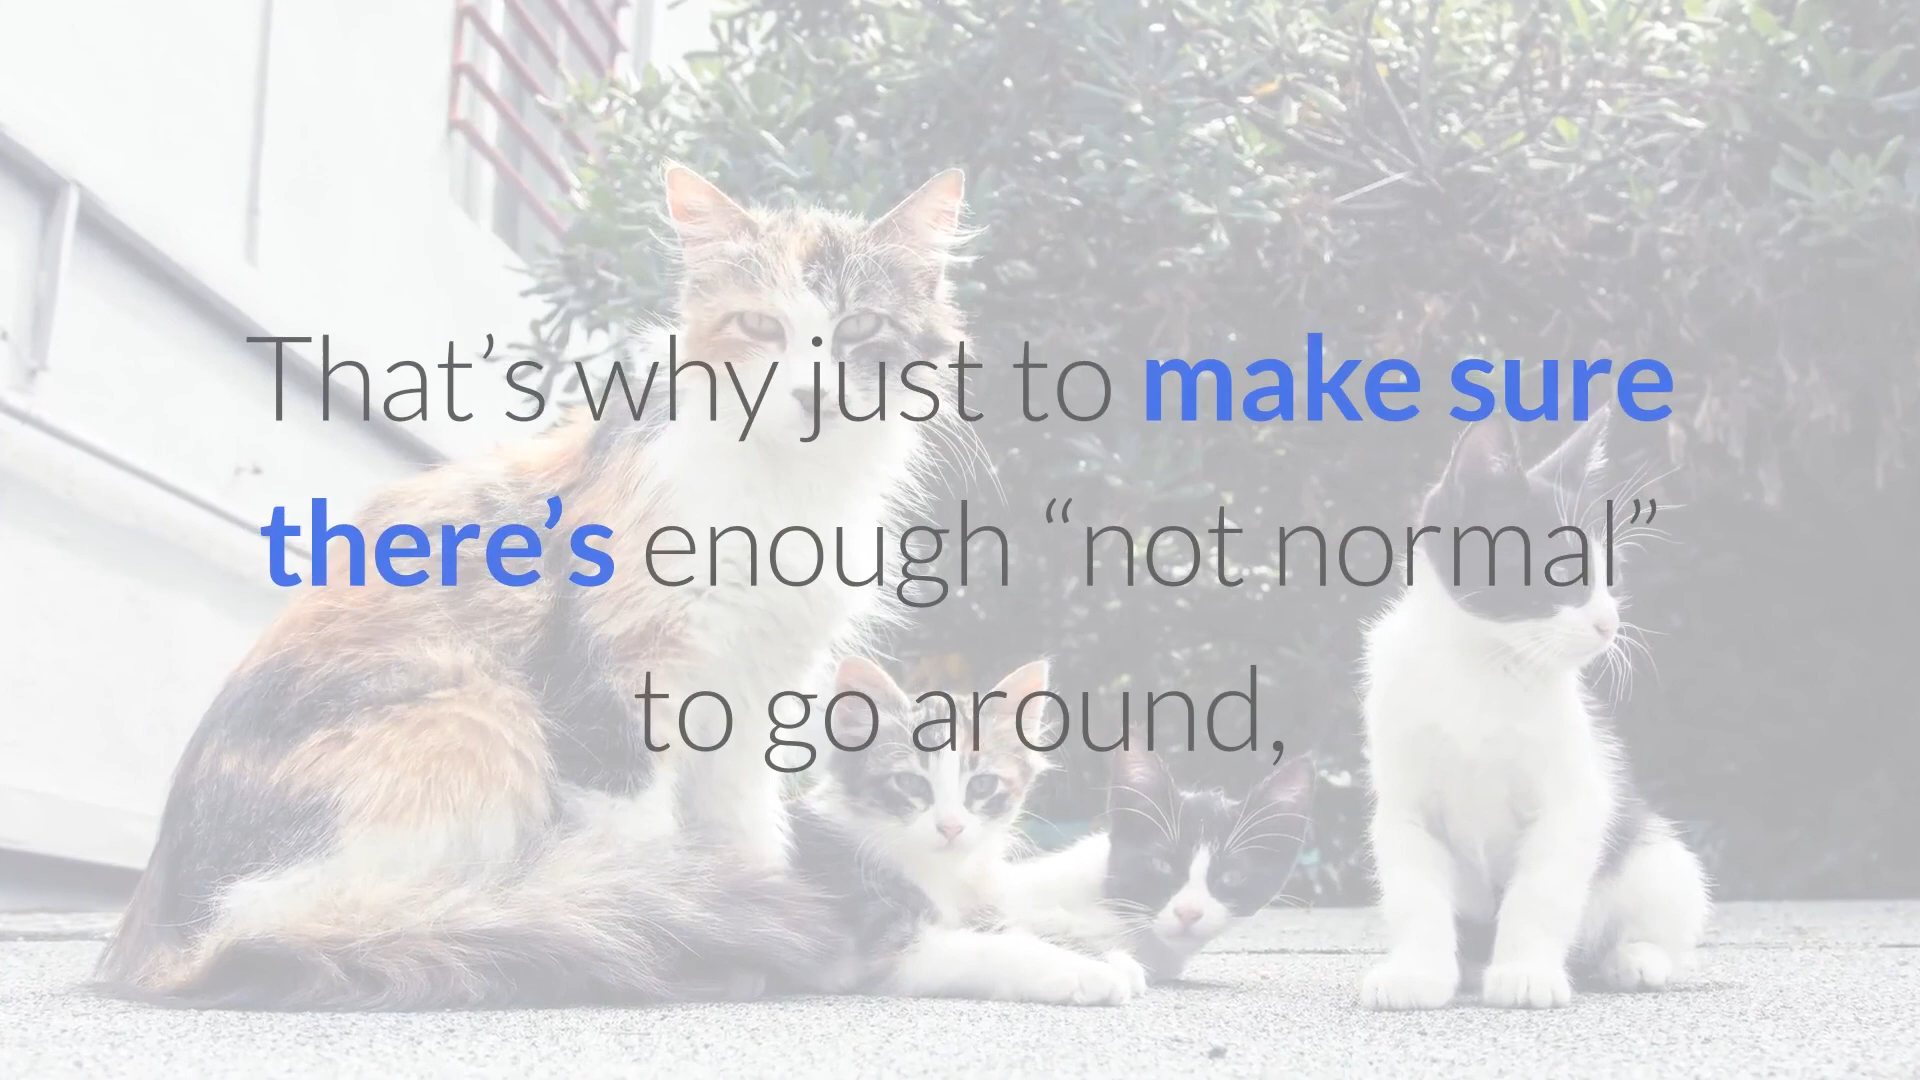 That’s why just to make sure
there’s enough “not normal”
to go around,